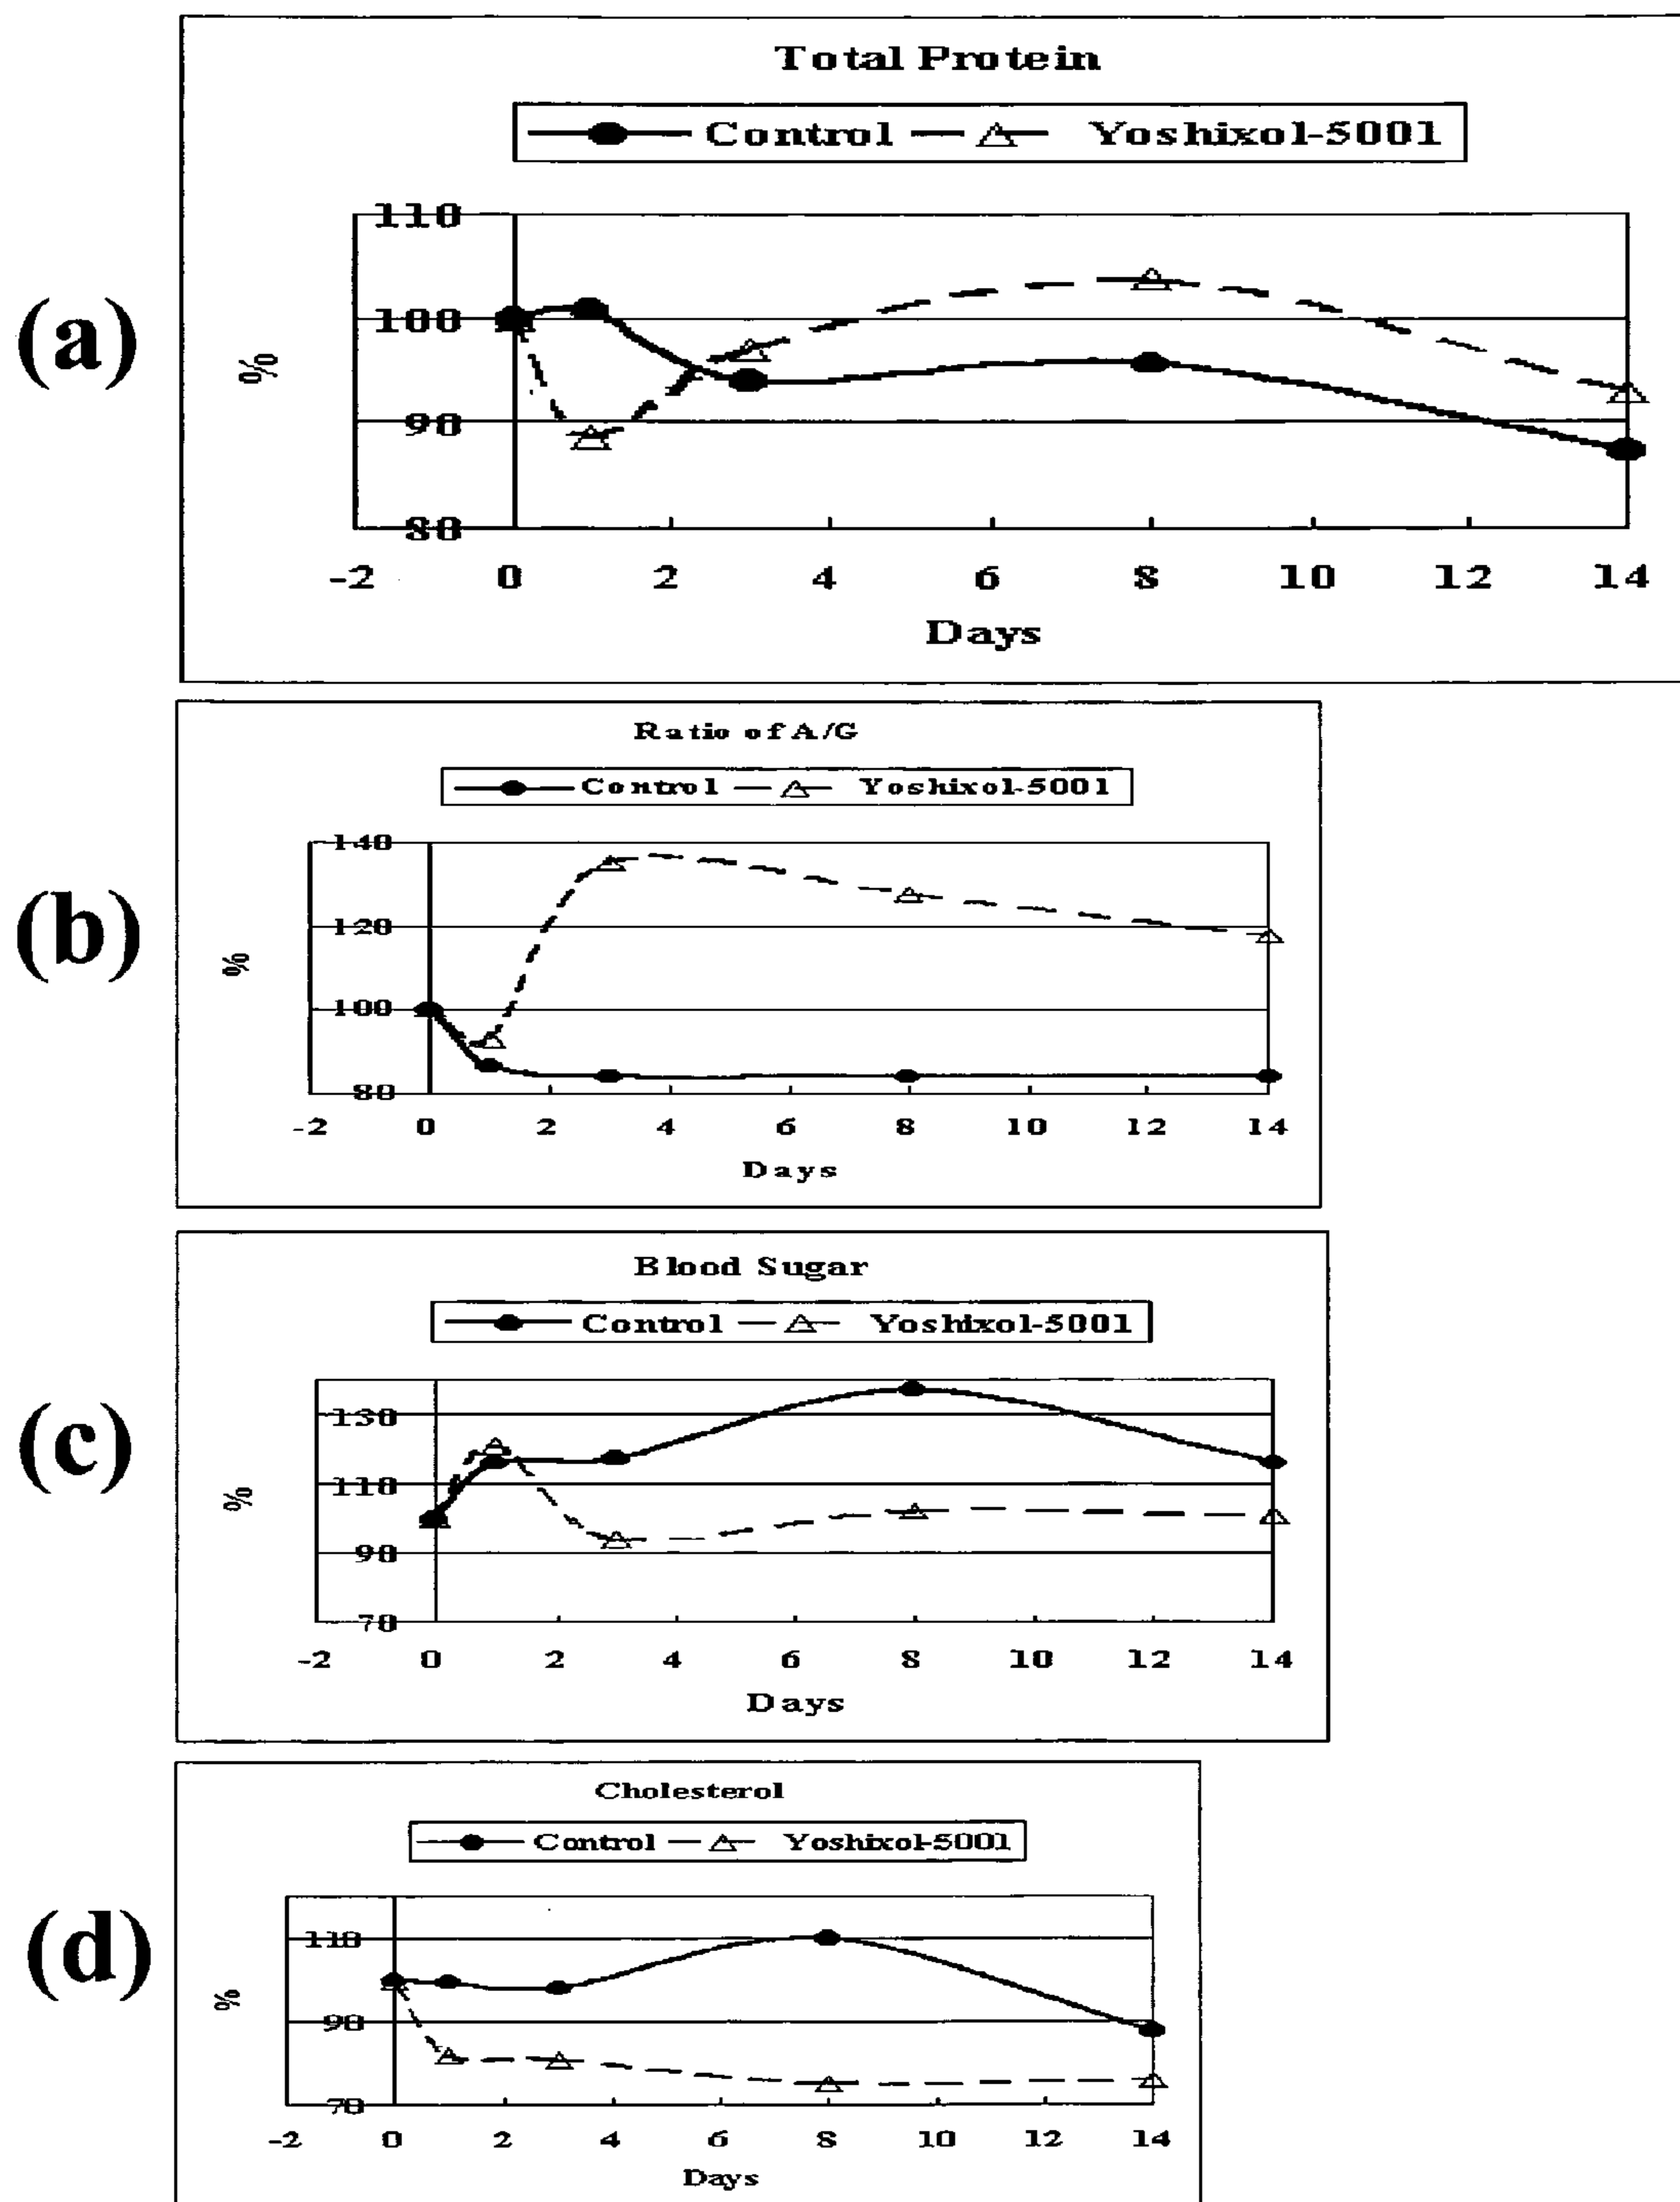 Total Protein
Control Yoshixol-5001
(a)
%
110
100
90
80
-2 0 2 4 6 8 10 12 14
Days
Ratio of A/G
Control Yoshixol-5001
(b)
%
140
120
100
80
-2 0 2 4 6 8 10 12 14
Days
Blood Sugar
Control Yoshixol-5001
(c)
%
130
110
90
70
-2 0 2 4 6 8 10 12 14
Days
Cholesterol
Control Yoshixol-5001
(d)
%
110
90
70
-2 0 2 4 6 8 10 12 14
Days